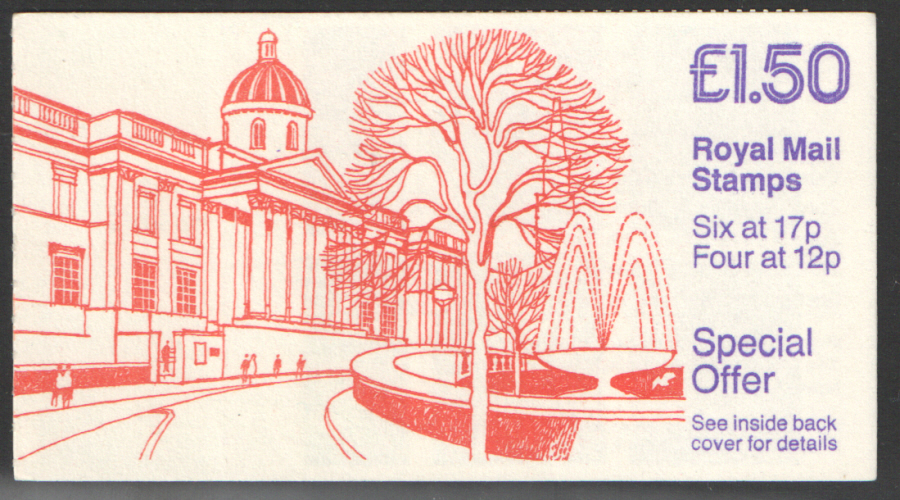 £1.50
Royal Mail
Stamps
Six at 17p
Four at 12p
Special
Offer
See inside back
cover for details